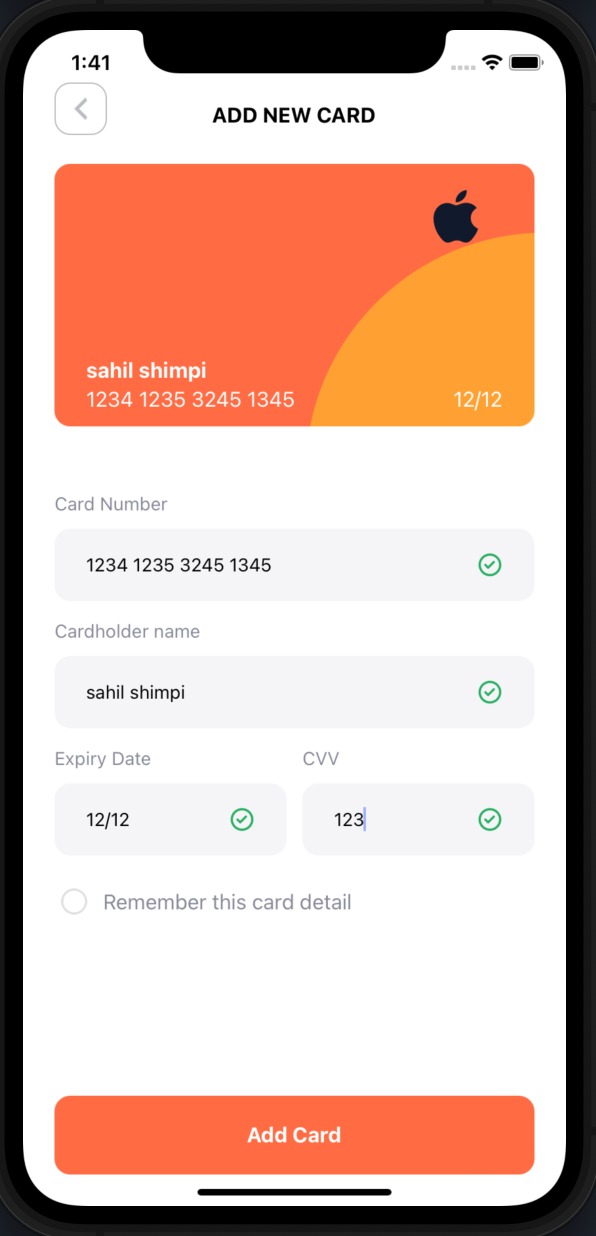 1:41
ADD NEW CARD
sahil shimpi
1234 1235 3245 1345
12/12
Card Number
1234 1235 3245 1345
Cardholder name
sahil shimpi
Expiry Date
CVV
12/12
123
Remember this card detail
Add Card